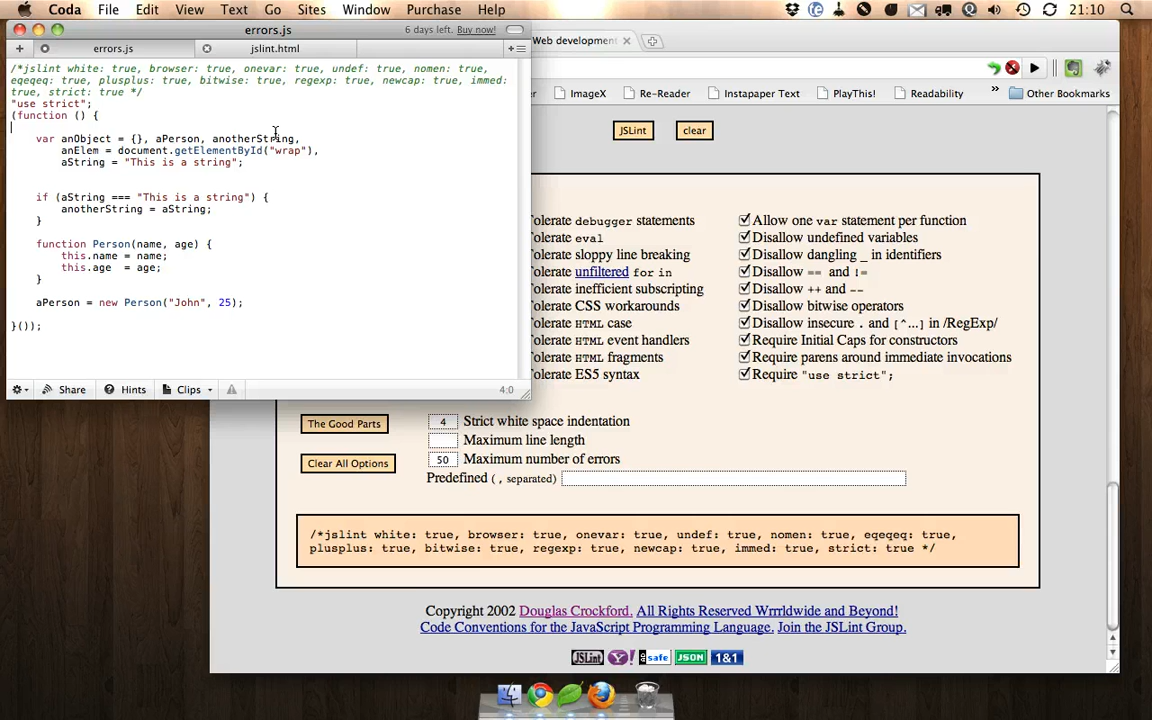 Coda File Edit View Text Go Sites Window Purchase Help 21:10
errors.js 6 days left. Buy now!
errors.js jslint.html
/*jslint white: true, browser: true, onevar: true, undef: true, nomen: true,
eqeqeq: true, plusplus: true, bitwise: true, regexp: true, newcap: true, immed:
true, strict: true */
"use strict";
(function () {
var anObject = {}, aPerson, anotherString,
anElem = document.getElementById("wrap"),
aString = "This is a string";
if (aString === "This is a string") {
anotherString = aString;
}
function Person(name, age) {
this.name = name;
this.age  = age;
}
aPerson = new Person("John", 25);
}());
Share Hints Clips 4:0
Web development
ImageX Re-Reader Instapaper Text PlayThis! Readability » Other Bookmarks
JSLint clear
Tolerate debugger statements
Tolerate eval
Tolerate sloppy line breaking
Tolerate unfiltered for in
Tolerate inefficient subscripting
Tolerate CSS workarounds
Tolerate HTML case
Tolerate HTML event handlers
Tolerate HTML fragments
Tolerate ES5 syntax
Allow one var statement per function
Disallow undefined variables
Disallow dangling _ in identifiers
Disallow == and !=
Disallow ++ and --
Disallow bitwise operators
Disallow insecure . and [^...] in /RegExp/
Require Initial Caps for constructors
Require parens around immediate invocations
Require "use strict";
The Good Parts
Clear All Options
4 Strict white space indentation
Maximum line length
50 Maximum number of errors
Predefined ( , separated)
/*jslint white: true, browser: true, onevar: true, undef: true, nomen: true, eqeqeq: true,
plusplus: true, bitwise: true, regexp: true, newcap: true, immed: true, strict: true */
Copyright 2002 Douglas Crockford. All Rights Reserved Wrrrldwide and Beyond!
Code Conventions for the JavaScript Programming Language. Join the JSLint Group.
JSLint Y! safe JSON 1&1